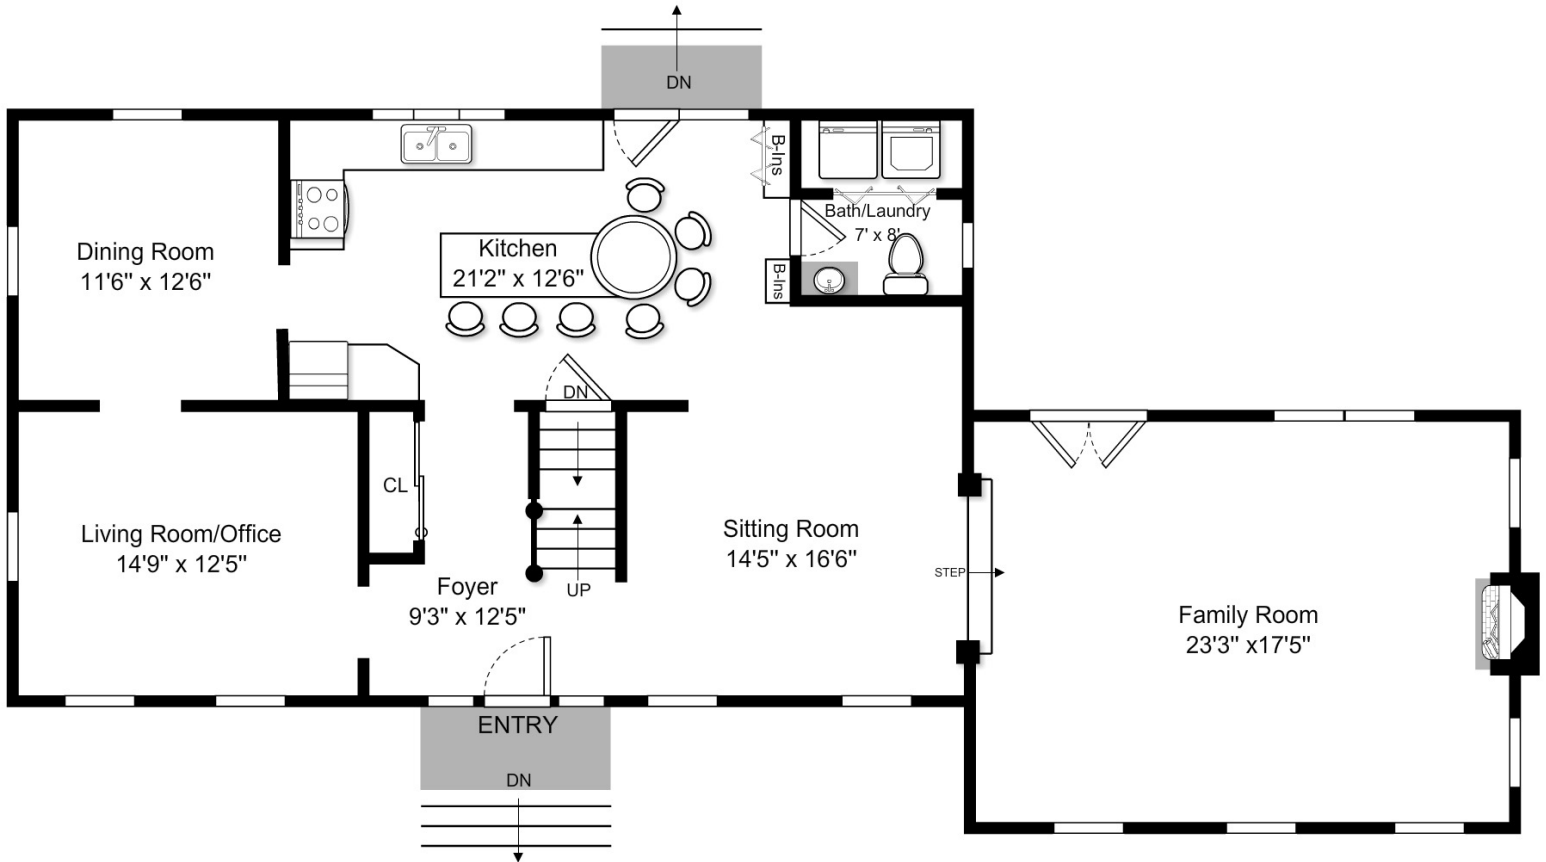 DN
B-Ins
Bath/Laundry
7' x 8'
Dining Room
11'6" x 12'6"
Kitchen
21'2" x 12'6"
B-Ins
DN
CL
Living Room/Office
14'9" x 12'5"
Sitting Room
14'5" x 16'6"
STEP
UP
Foyer
9'3" x 12'5"
Family Room
23'3" x17'5"
ENTRY
DN